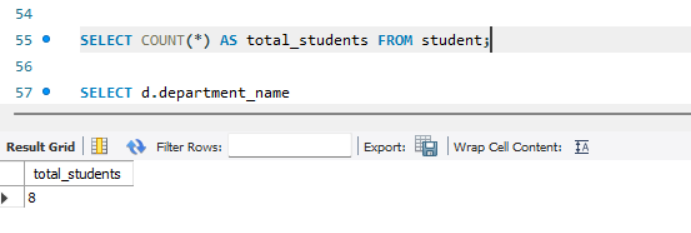 54
55 SELECT COUNT(*) AS total_students FROM student;
56
57 SELECT d.department_name
Result Grid Filter Rows: Export: Wrap Cell Content: IA
total_students
8